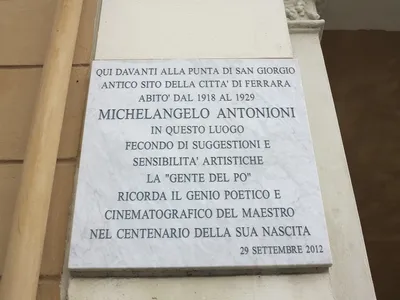 QUI DAVANTI ALLA PUNTA DI SAN GIORGIO
ANTICO SITO DELLA CITTA' DI FERRARA
ABITO' DAL 1918 AL 1929
MICHELANGELO ANTONIONI
IN QUESTO LUOGO
FECONDO DI SUGGESTIONI E
SENSIBILITA' ARTISTICHE
LA "GENTE DEL PO"
RICORDA IL GENIO POETICO E
CINEMATOGRAFICO DEL MAESTRO
NEL CENTENARIO DELLA SUA NASCITA
29 SETTEMBRE 2012